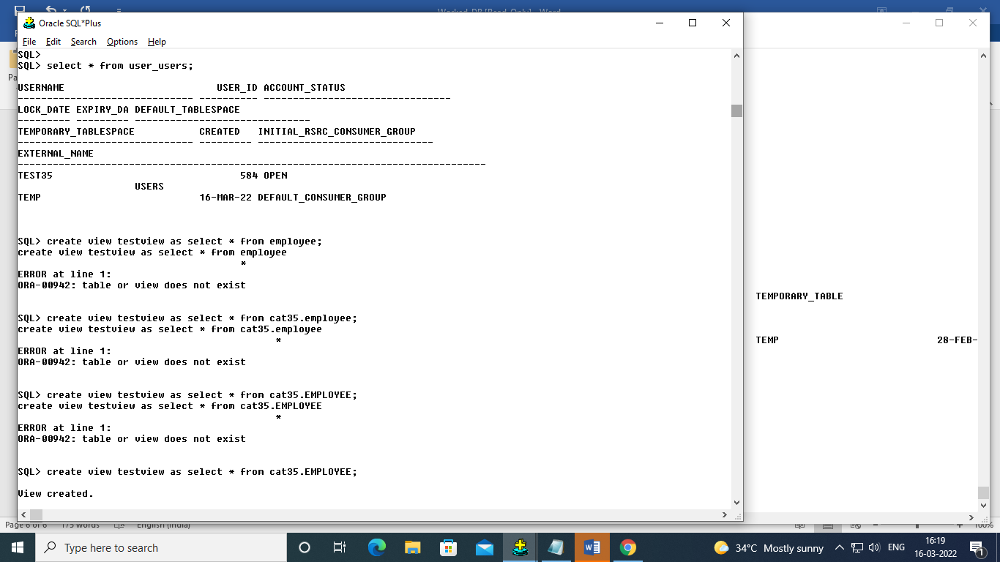 Worked_DB [Read-Only] - Word
Oracle SQL*Plus
File Edit Search Options Help
SQL>
SQL> select * from user_users;
USERNAME USER_ID ACCOUNT_STATUS
------------------------------ ---------- --------------------------------
LOCK_DATE EXPIRY_DA DEFAULT_TABLESPACE
--------- --------- ------------------------------
TEMPORARY_TABLESPACE CREATED INITIAL_RSRC_CONSUMER_GROUP
------------------------------ --------- ------------------------------
EXTERNAL_NAME
--------------------------------------------------------------------------------
TEST35 584 OPEN
USERS
TEMP 16-MAR-22 DEFAULT_CONSUMER_GROUP
SQL> create view testview as select * from employee;
create view testview as select * from employee
*
ERROR at line 1:
ORA-00942: table or view does not exist
SQL> create view testview as select * from cat35.employee;
create view testview as select * from cat35.employee
*
ERROR at line 1:
ORA-00942: table or view does not exist
SQL> create view testview as select * from cat35.EMPLOYEE;
create view testview as select * from cat35.EMPLOYEE
*
ERROR at line 1:
ORA-00942: table or view does not exist
SQL> create view testview as select * from cat35.EMPLOYEE;
View created.
TEMPORARY_TABLE
TEMP 28-FEB-
Page 6 of 6 175 words English (India) 100%
Type here to search
34°C Mostly sunny ENG
16:19
16-03-2022
1